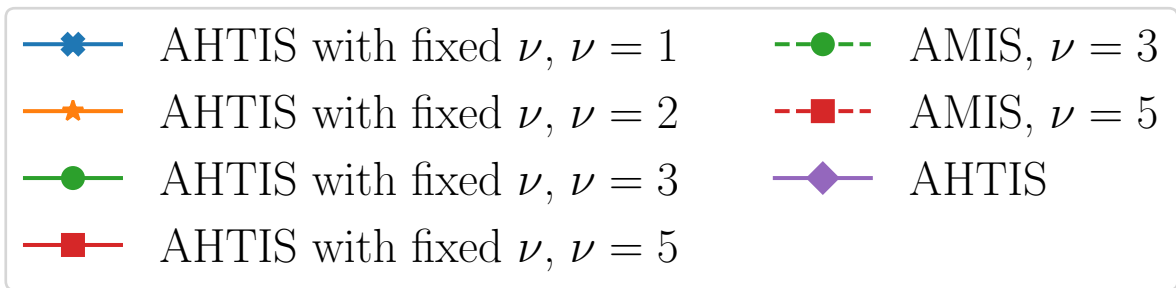 AHTIS with fixed ν, ν = 1
AHTIS with fixed ν, ν = 2
AHTIS with fixed ν, ν = 3
AHTIS with fixed ν, ν = 5
AMIS, ν = 3
AMIS, ν = 5
AHTIS